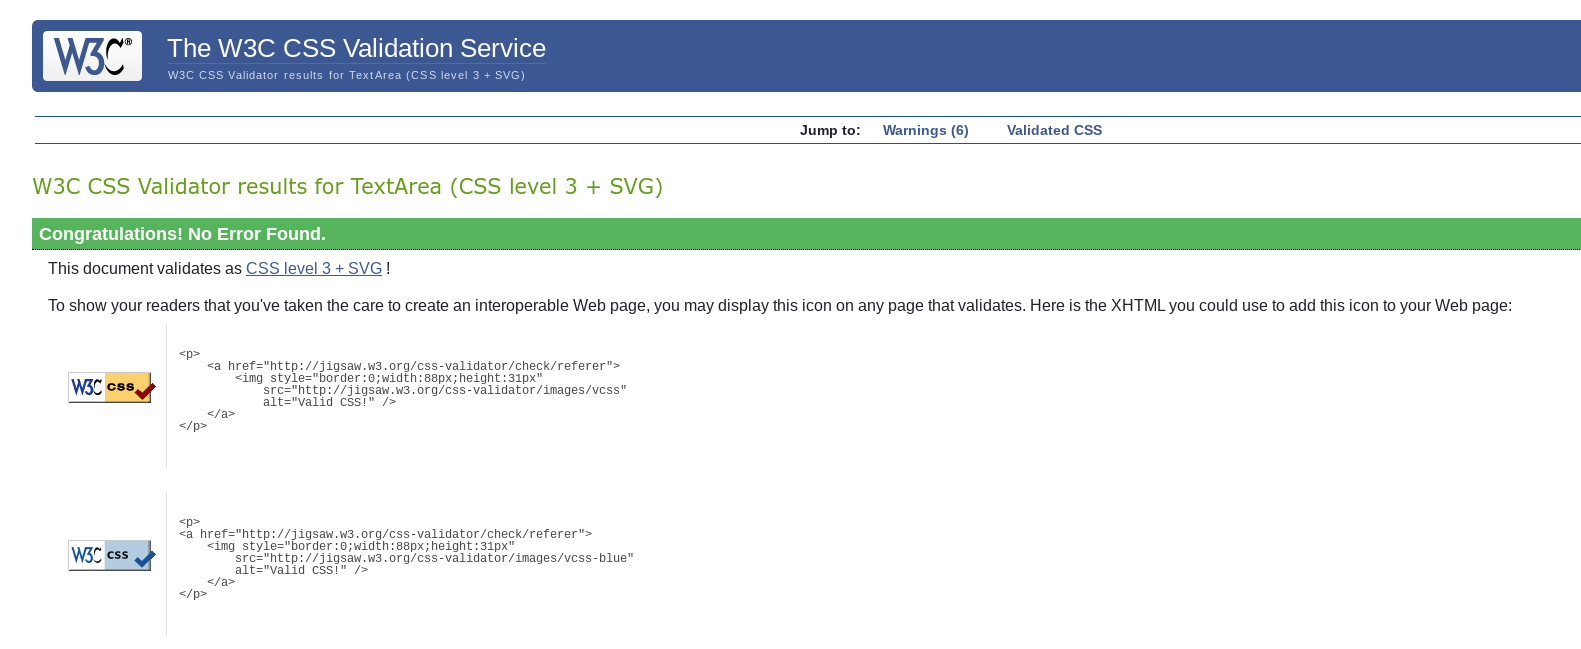 W3C®
The W3C CSS Validation Service
W3C CSS Validator results for TextArea (CSS level 3 + SVG)
Jump to: Warnings (6) Validated CSS
W3C CSS Validator results for TextArea (CSS level 3 + SVG)
Congratulations! No Error Found.
This document validates as CSS level 3 + SVG !
To show your readers that you've taken the care to create an interoperable Web page, you may display this icon on any page that validates. Here is the XHTML you could use to add this icon to your Web page:
W3C css
<p>
    <a href="http://jigsaw.w3.org/css-validator/check/referer">
        <img style="border:0;width:88px;height:31px"
            src="http://jigsaw.w3.org/css-validator/images/vcss"
            alt="Valid CSS!" />
    </a>
</p>
W3C css
<p>
<a href="http://jigsaw.w3.org/css-validator/check/referer">
    <img style="border:0;width:88px;height:31px"
        src="http://jigsaw.w3.org/css-validator/images/vcss-blue"
        alt="Valid CSS!" />
    </a>
</p>